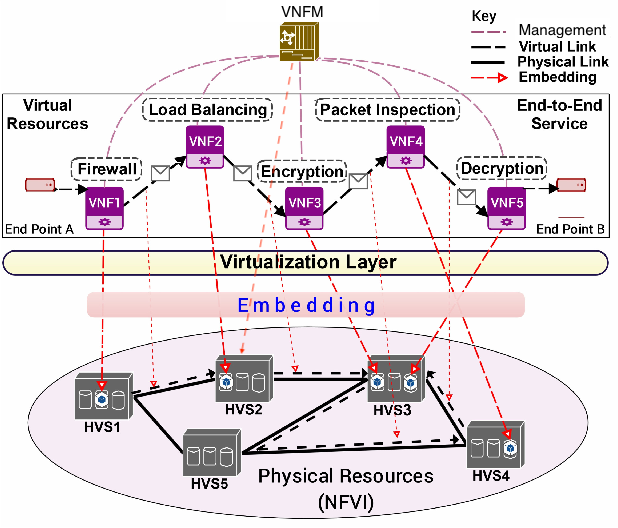 VNFM
Key
Management
Virtual Link
Physical Link
Embedding
Virtual
Resources
End-to-End
Service
Load Balancing
Packet Inspection
VNF2
VNF4
Firewall
Encryption
Decryption
VNF1
VNF3
VNF5
End Point A
End Point B
Virtualization Layer
Embedding
HVS1
HVS2
HVS3
HVS5
HVS4
Physical Resources
(NFVI)